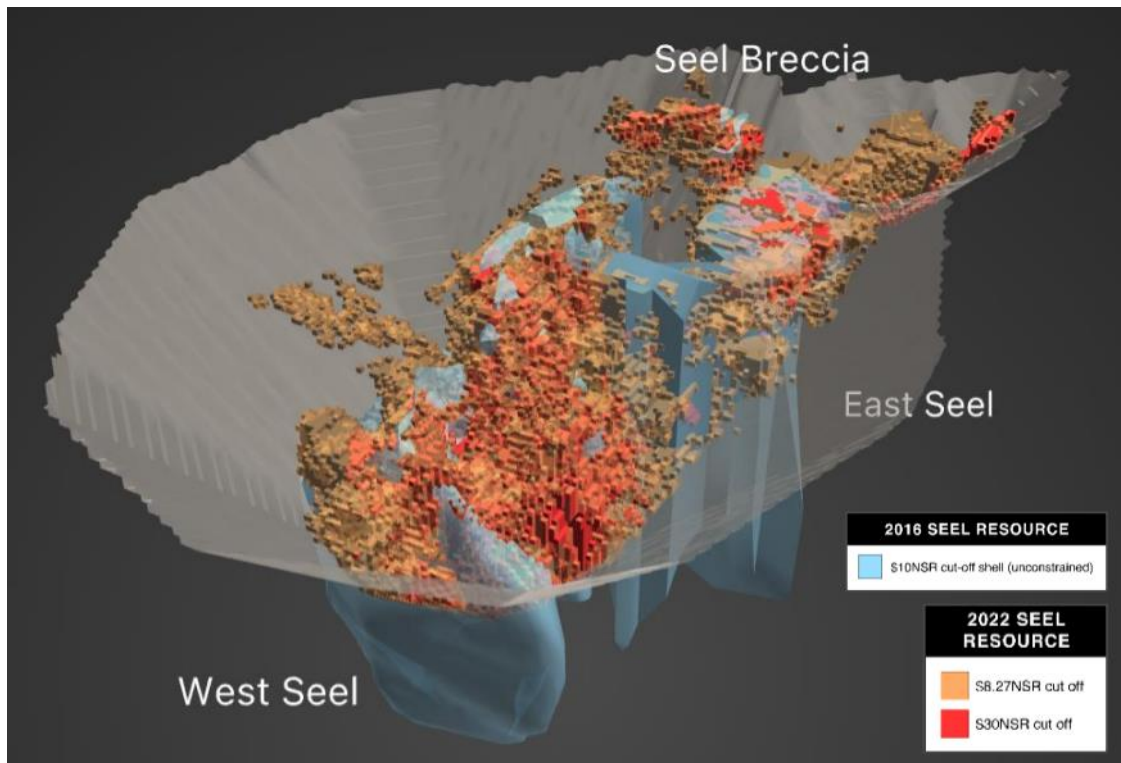 Seel Breccia
East Seel
2016 SEEL RESOURCE
$10NSR cut-off shell (unconstrained)
2022 SEEL
RESOURCE
$8.27NSR cut off
$30NSR cut off
West Seel